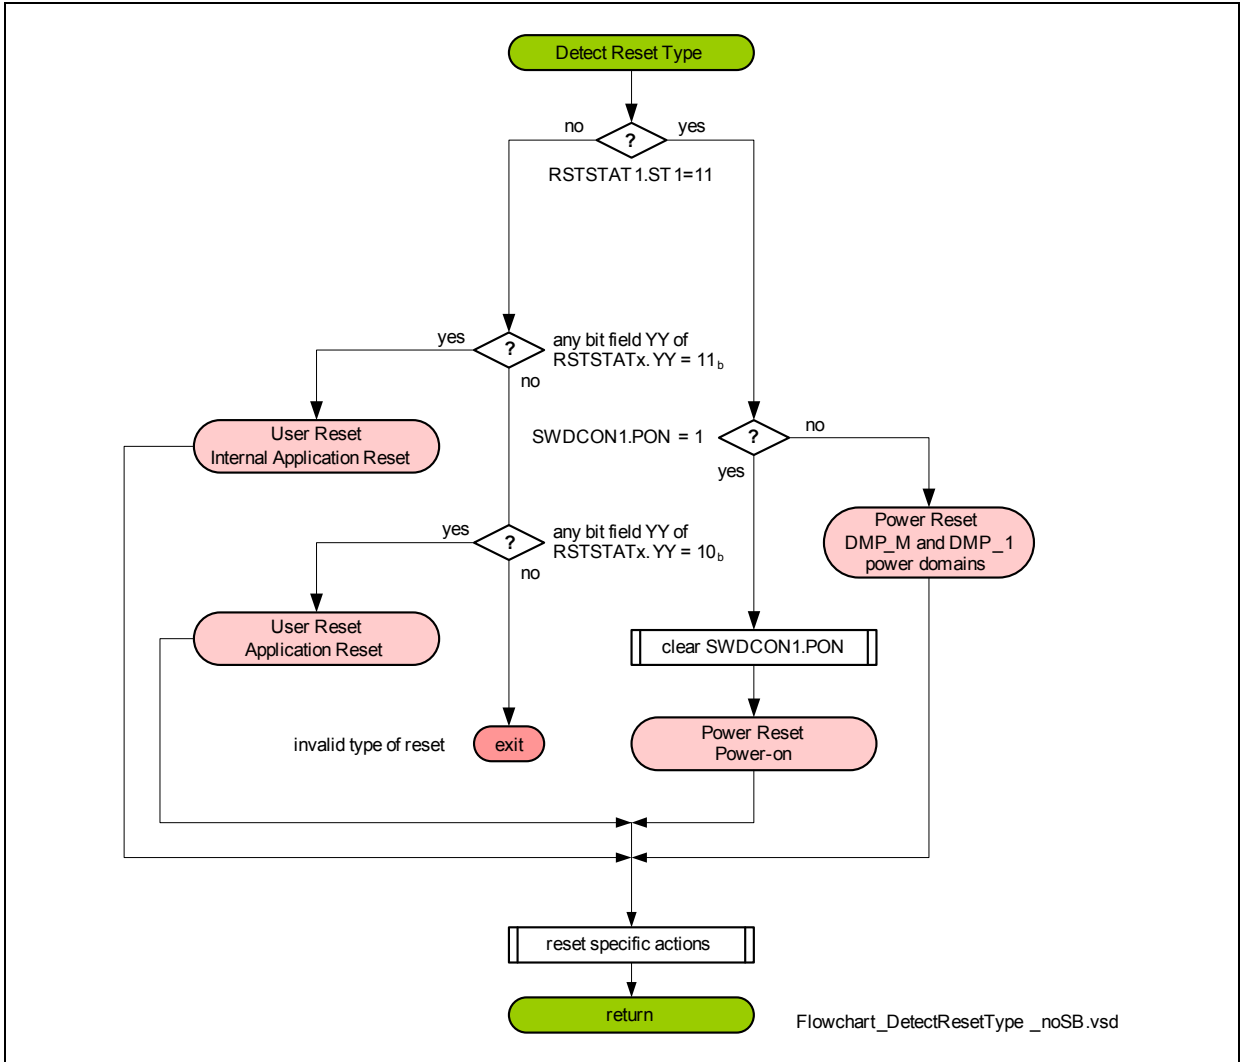 Detect Reset Type
no
?
yes
RSTSTAT1.ST1=11
yes
?
any bit field YY of
RSTSTATx.YY = 11b
no
User Reset
Internal Application Reset
SWDCON1.PON = 1
?
no
yes
Power Reset
DMP_M and DMP_1
power domains
yes
?
any bit field YY of
RSTSTATx.YY = 10b
no
User Reset
Application Reset
clear SWDCON1.PON
invalid type of reset
exit
Power Reset
Power-on
reset specific actions
return
Flowchart_DetectResetType _noSB.vsd